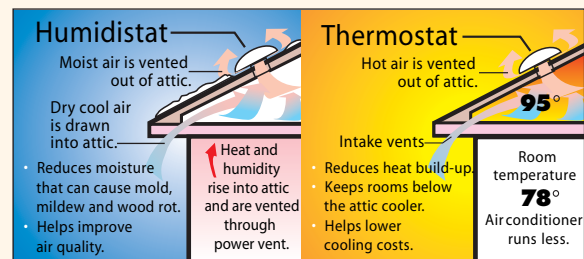 Humidistat
Moist air is vented
out of attic.
Dry cool air
is drawn
into attic.
· Reduces moisture
that can cause mold,
mildew and wood rot.
· Helps improve
air quality.
Heat and
humidity
rise into attic
and are vented
through
power vent.
Thermostat
Hot air is vented
out of attic.
95°
Intake vents
· Reduces heat build-up.
· Keeps rooms below
the attic cooler.
· Helps lower
cooling costs.
Room
temperature
78°
Air conditioner
runs less.